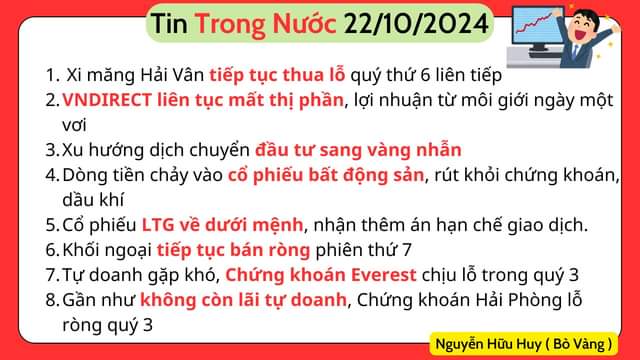 Tin Trong Nước 22/10/2024
1. Xi măng Hải Vân tiếp tục thua lỗ quý thứ 6 liên tiếp
2. VNDIRECT liên tục mất thị phần, lợi nhuận từ môi giới ngày một
vơi
3. Xu hướng dịch chuyển đầu tư sang vàng nhẫn
4. Dòng tiền chảy vào cổ phiếu bất động sản, rút khỏi chứng khoán,
dầu khí
5. Cổ phiếu LTG về dưới mệnh, nhận thêm án hạn chế giao dịch.
6. Khối ngoại tiếp tục bán ròng phiên thứ 7
7. Tự doanh gặp khó, Chứng khoán Everest chịu lỗ trong quý 3
8. Gần như không còn lãi tự doanh, Chứng khoán Hải Phòng lỗ
ròng quý 3
Nguyễn Hữu Huy ( Bò Vàng )